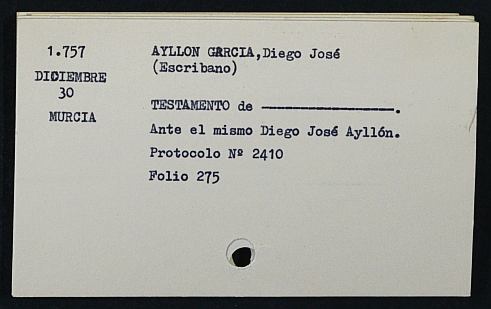 1.757
DICIEMBRE
30
MURCIA
AYLLON GARCIA,Diego José
(Escribano)
TESTAMENTO de ———————————.
Ante el mismo Diego José Ayllón.
Protocolo Nº 2410
Folio 275